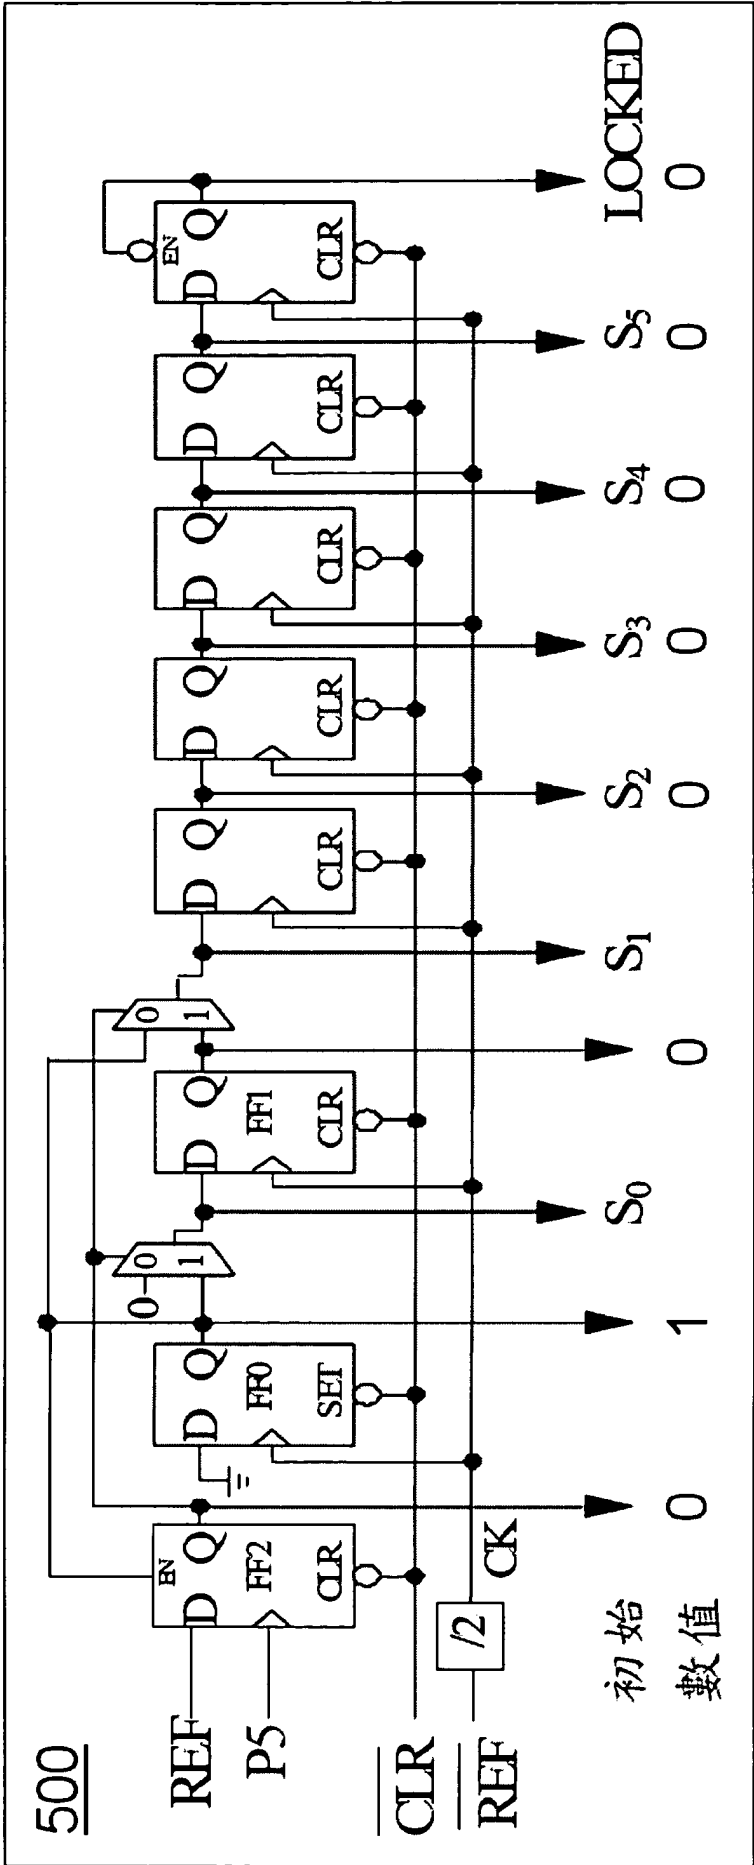 500
REF
P5
CLR
REF
/2
CK
D Q
EN
FF2
CLR
D Q
FF0
SET
0
0
1
D Q
FF1
CLR
0
1
D Q
CLR
D Q
CLR
D Q
CLR
D Q
CLR
D Q
EN
CLR
S0 S1 S2 S3 S4 S5 LOCKED
初始
數值
0 1 0 0 0 0 0 0